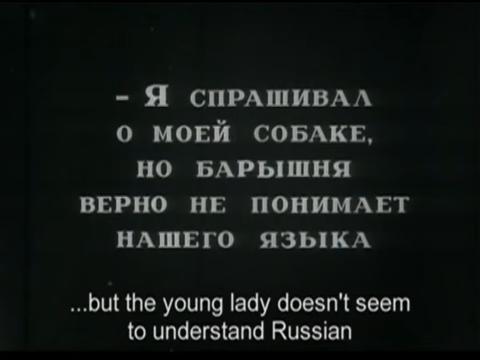 – Я СПРАШИВАЛ
О МОЕЙ СОБАКЕ,
НО БАРЫШНЯ
ВЕРНО НЕ ПОНИМАЕТ
НАШЕГО ЯЗЫКА
...but the young lady doesn't seem
to understand Russian